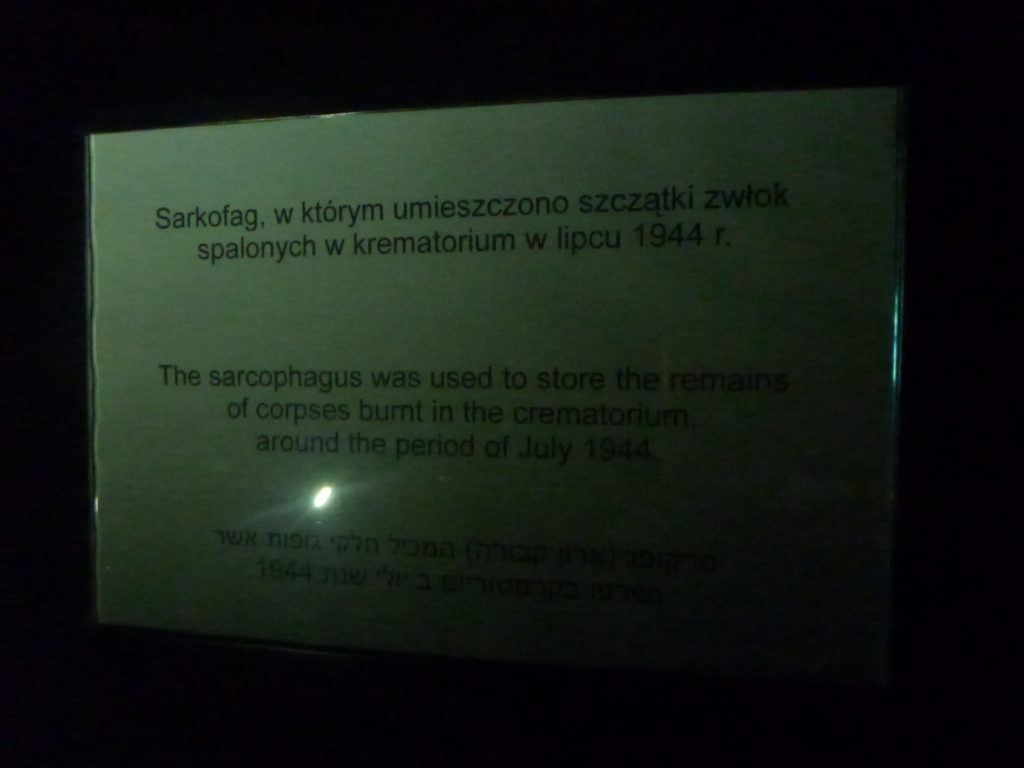 Sarkofag, w którym umieszczono szczątki zwłok
spalonych w krematorium w lipcu 1944 r.
The sarcophagus was used to store the remains
of corpses burnt in the crematorium,
around the period of July 1944.
סרקופג (ארון קבורה) המכיל חלקי גופות אשר
נשרפו בקרמטוריום ב־יולי שנת 1944.